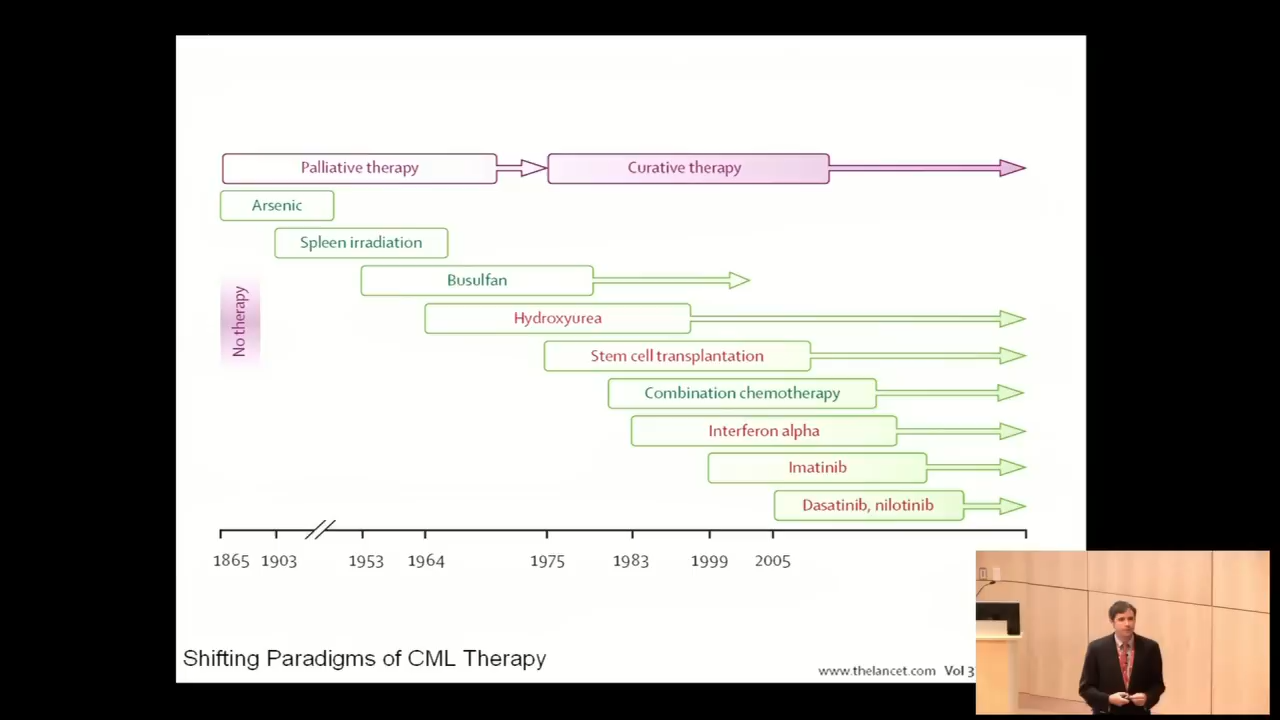 Palliative therapy
Curative therapy
Arsenic
Spleen irradiation
Busulfan
No therapy
Hydroxyurea
Stem cell transplantation
Combination chemotherapy
Interferon alpha
Imatinib
Dasatinib, nilotinib
1865 1903 1953 1964 1975 1983 1999 2005
Shifting Paradigms of CML Therapy
www.thelancet.com Vol 3